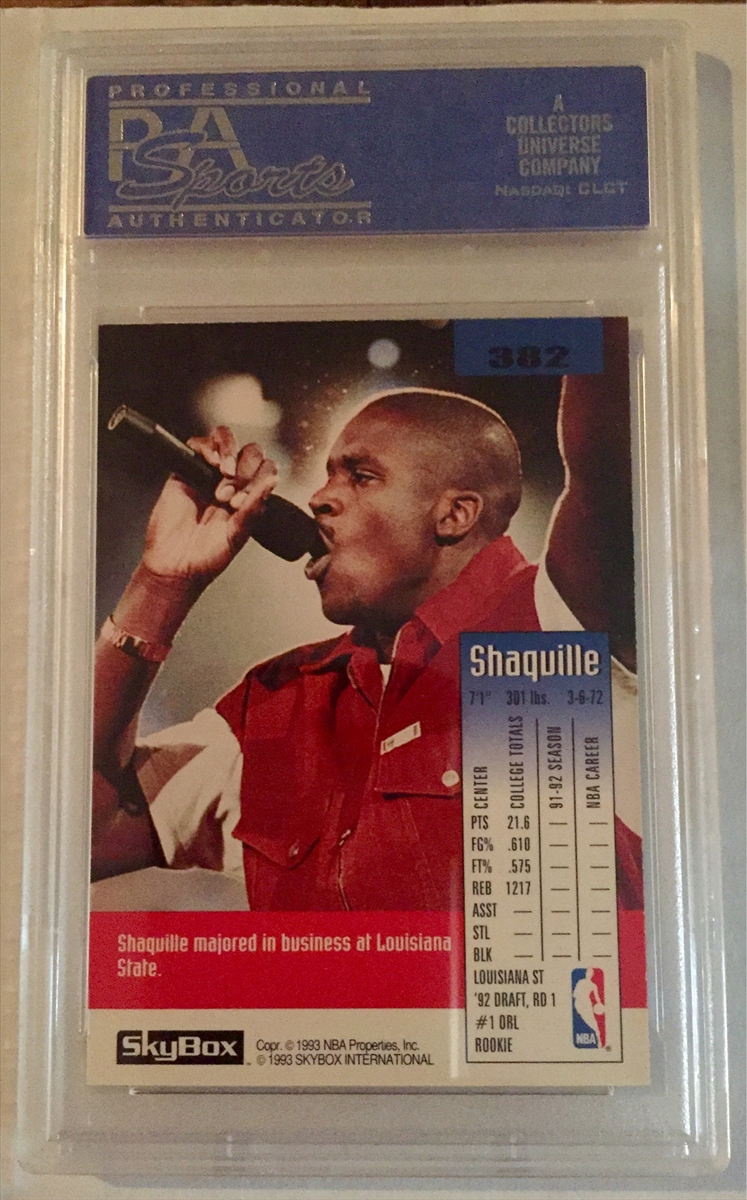 PROFESSIONAL
PSA
Sports
AUTHENTICATOR
A
COLLECTORS
UNIVERSE
COMPANY
NASDAQ: CLCT
382
Shaquille
7'1" 301 lbs. 3-6-72
CENTER COLLEGE TOTALS 91-92 SEASON NBA CAREER
PTS 21.6 — —
FG% .610 — —
FT% .575 — —
REB 1217 — —
ASST — — —
STL — — —
BLK — — —
LOUISIANA ST
'92 DRAFT, RD 1
#1 ORL
ROOKIE
NBA ®
Shaquille majored in business at Louisiana
State.
SkyBox ™ Copr. © 1993 NBA Properties, Inc.
© 1993 SKYBOX INTERNATIONAL